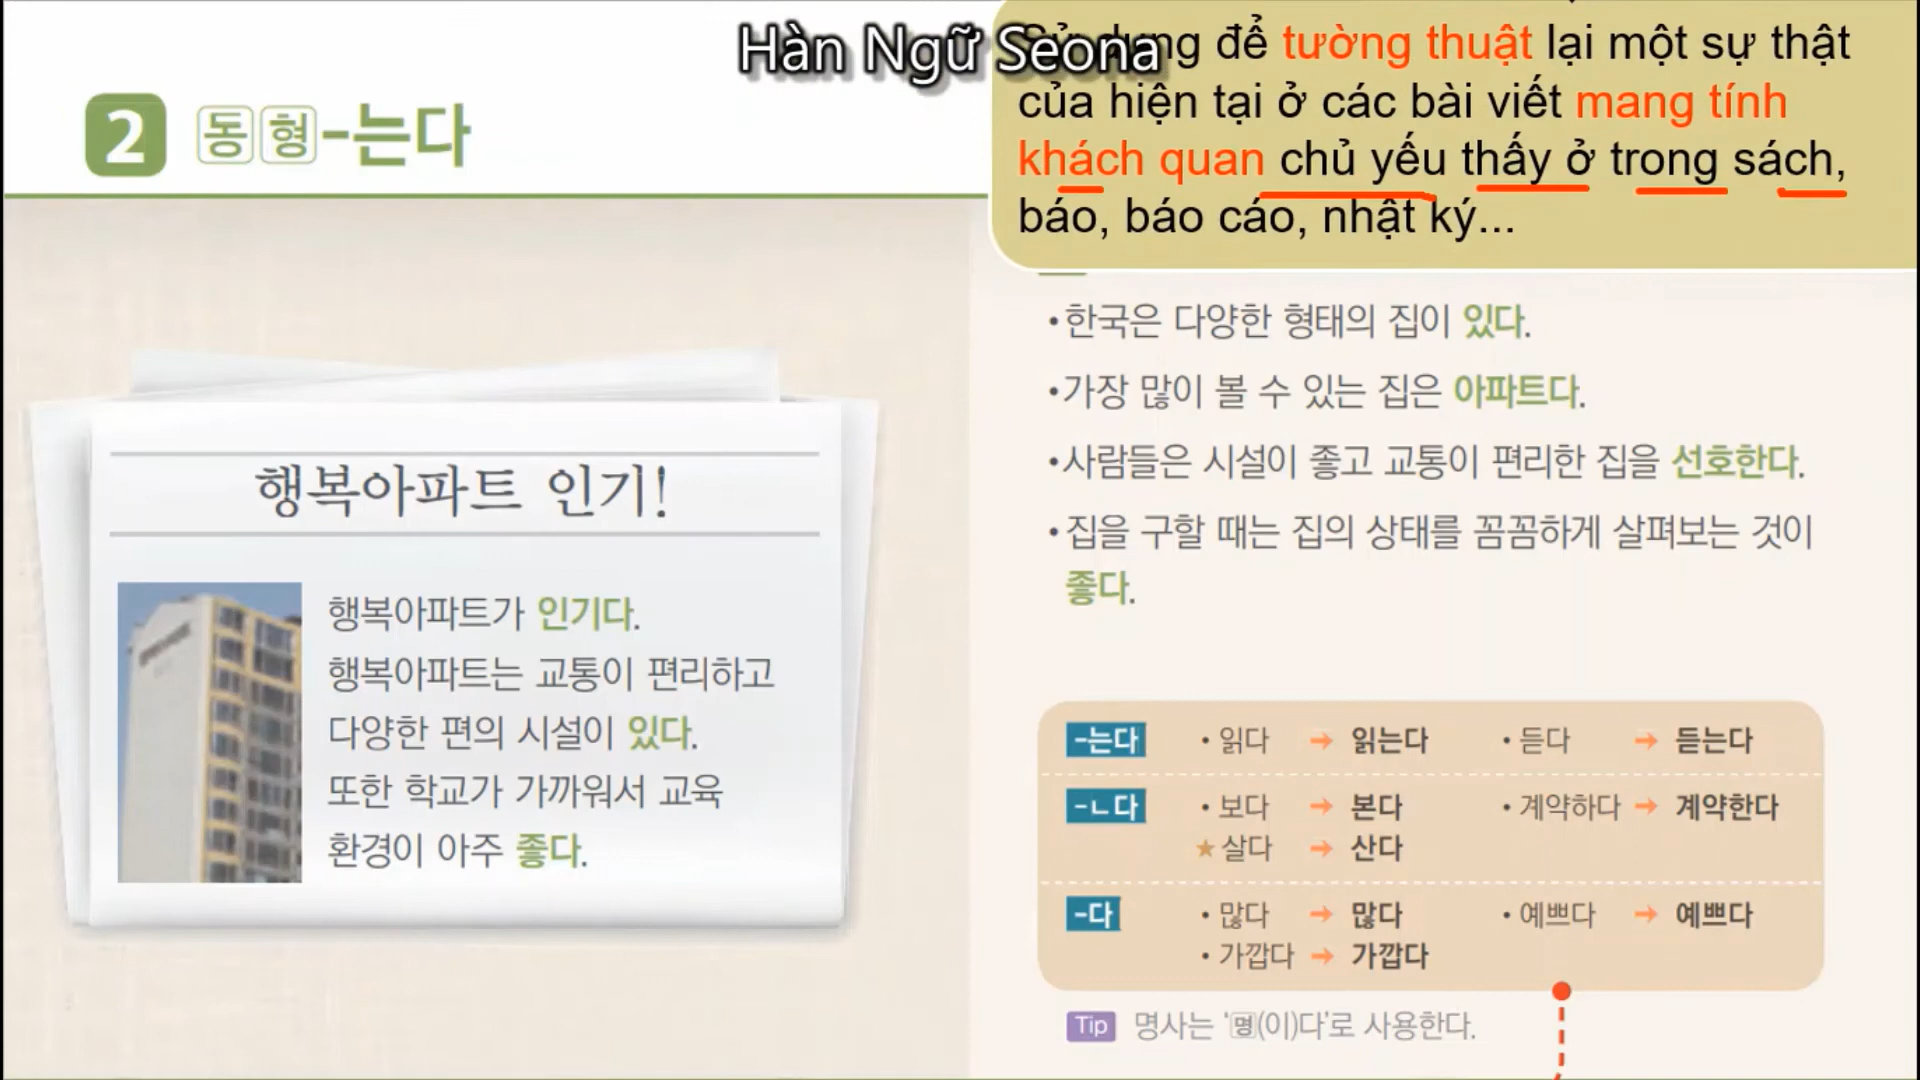 Hàn Ngữ Seona
Sử dụng để tường thuật lại một sự thật
của hiện tại ở các bài viết mang tính
khách quan chủ yếu thấy ở trong sách,
báo, báo cáo, nhật ký...
2 동 형 -는다
행복아파트 인기!
행복아파트가 인기다.
행복아파트는 교통이 편리하고
다양한 편의 시설이 있다.
또한 학교가 가까워서 교육
환경이 아주 좋다.
•한국은 다양한 형태의 집이 있다.
•가장 많이 볼 수 있는 집은 아파트다.
•사람들은 시설이 좋고 교통이 편리한 집을 선호한다.
•집을 구할 때는 집의 상태를 꼼꼼하게 살펴보는 것이
좋다.
-는다 •읽다 → 읽는다 •듣다 → 듣는다
-ㄴ다 •보다 → 본다 •계약하다 → 계약한다
★살다 → 산다
-다 •많다 → 많다 •예쁘다 → 예쁘다
•가깝다 → 가깝다
Tip 명사는 '명(이)다'로 사용한다.